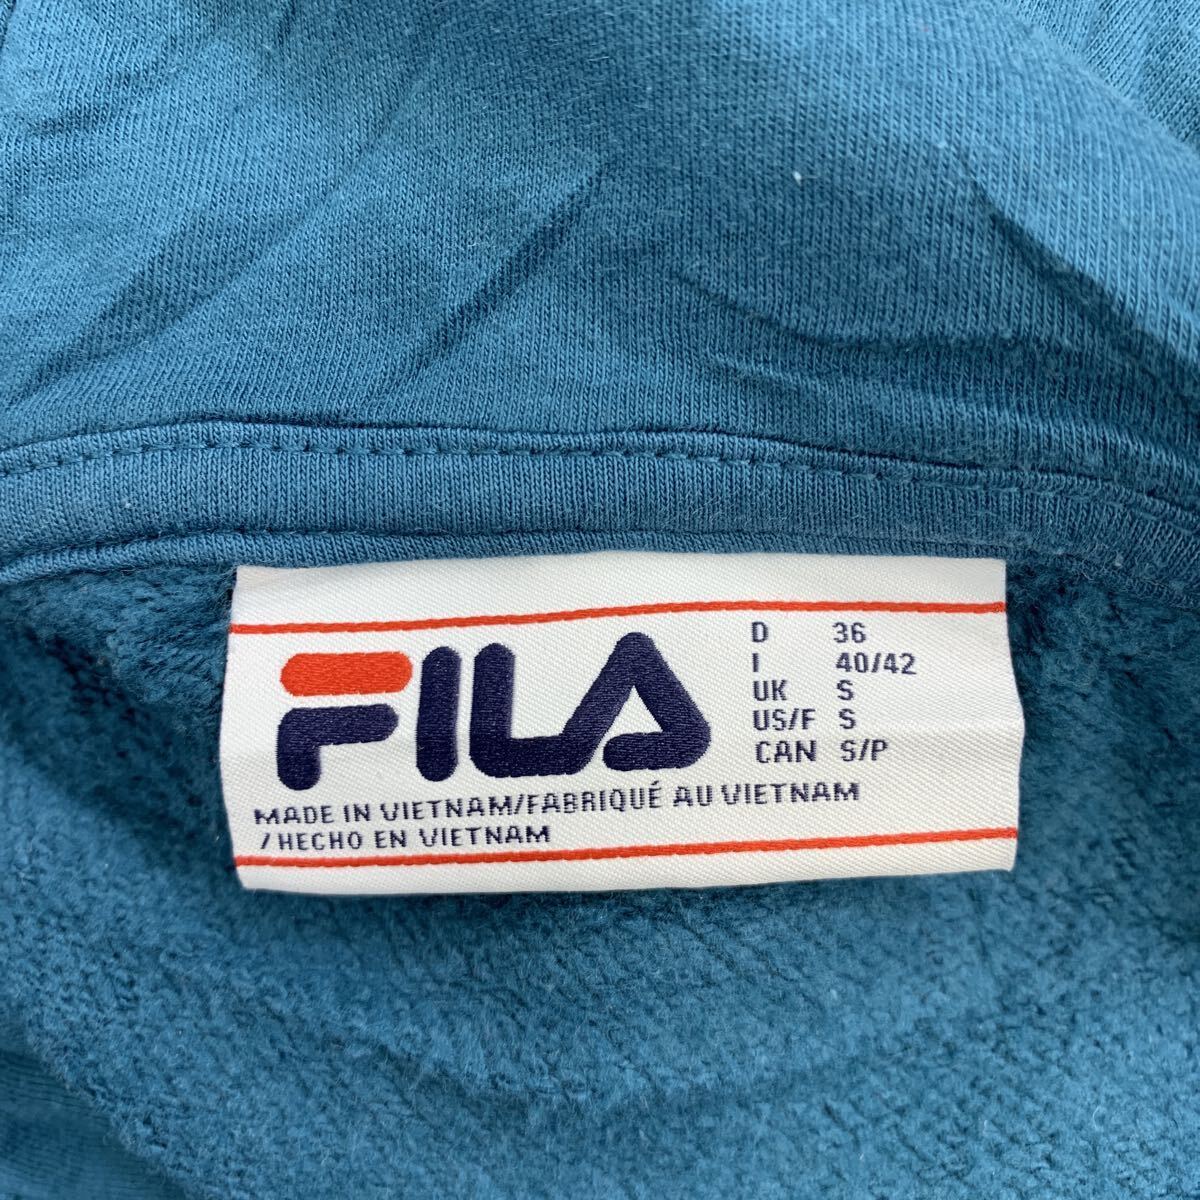 FILA
D 36
I 40/42
UK S
US/F S
CAN S/P
MADE IN VIETNAM/FABRIQUÉ AU VIETNAM
/HECHO EN VIETNAM